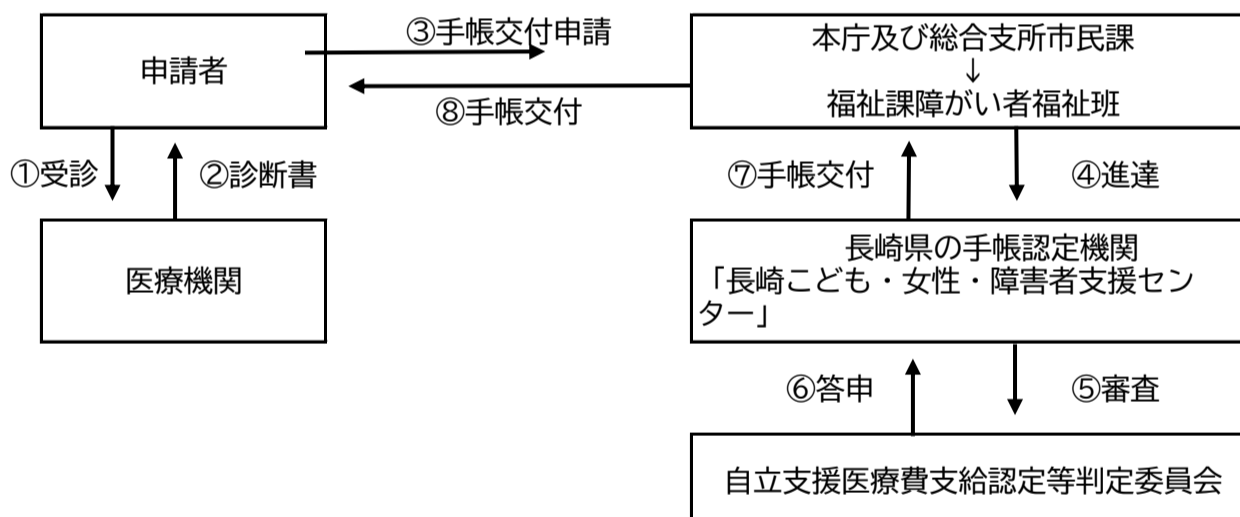 ③手帳交付申請
申請者
⑧手帳交付
本庁及び総合支所市民課
↓
福祉課障がい者福祉班
①受診
②診断書
⑦手帳交付
④進達
医療機関
長崎県の手帳認定機関
「長崎こども・女性・障害者支援セン
ター」
⑥答申
⑤審査
自立支援医療費支給認定等判定委員会